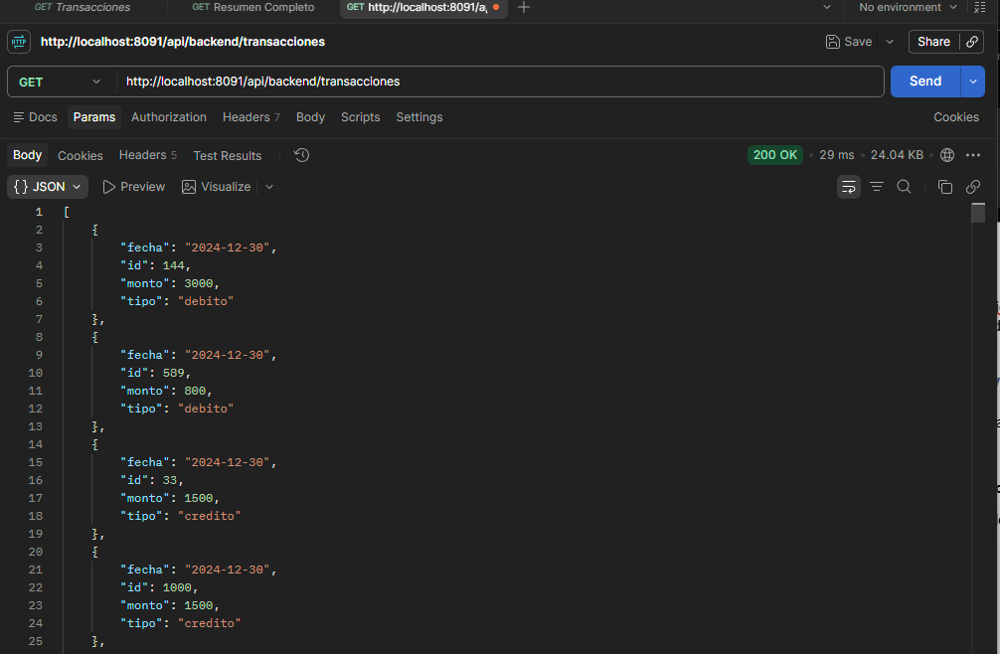 GET Transacciones GET Resumen Completo GET http://localhost:8091/a No environment
HTTP http://localhost:8091/api/backend/transacciones Save Share
GET http://localhost:8091/api/backend/transacciones Send
Docs Params Authorization Headers 7 Body Scripts Settings Cookies
Body Cookies Headers 5 Test Results 200 OK • 29 ms • 24.04 KB •
{} JSON Preview Visualize
1 [
2 {
3 "fecha": "2024-12-30",
4 "id": 144,
5 "monto": 3000,
6 "tipo": "debito"
7 },
8 {
9 "fecha": "2024-12-30",
10 "id": 589,
11 "monto": 800,
12 "tipo": "debito"
13 },
14 {
15 "fecha": "2024-12-30",
16 "id": 33,
17 "monto": 1500,
18 "tipo": "credito"
19 },
20 {
21 "fecha": "2024-12-30",
22 "id": 1000,
23 "monto": 1500,
24 "tipo": "credito"
25 },